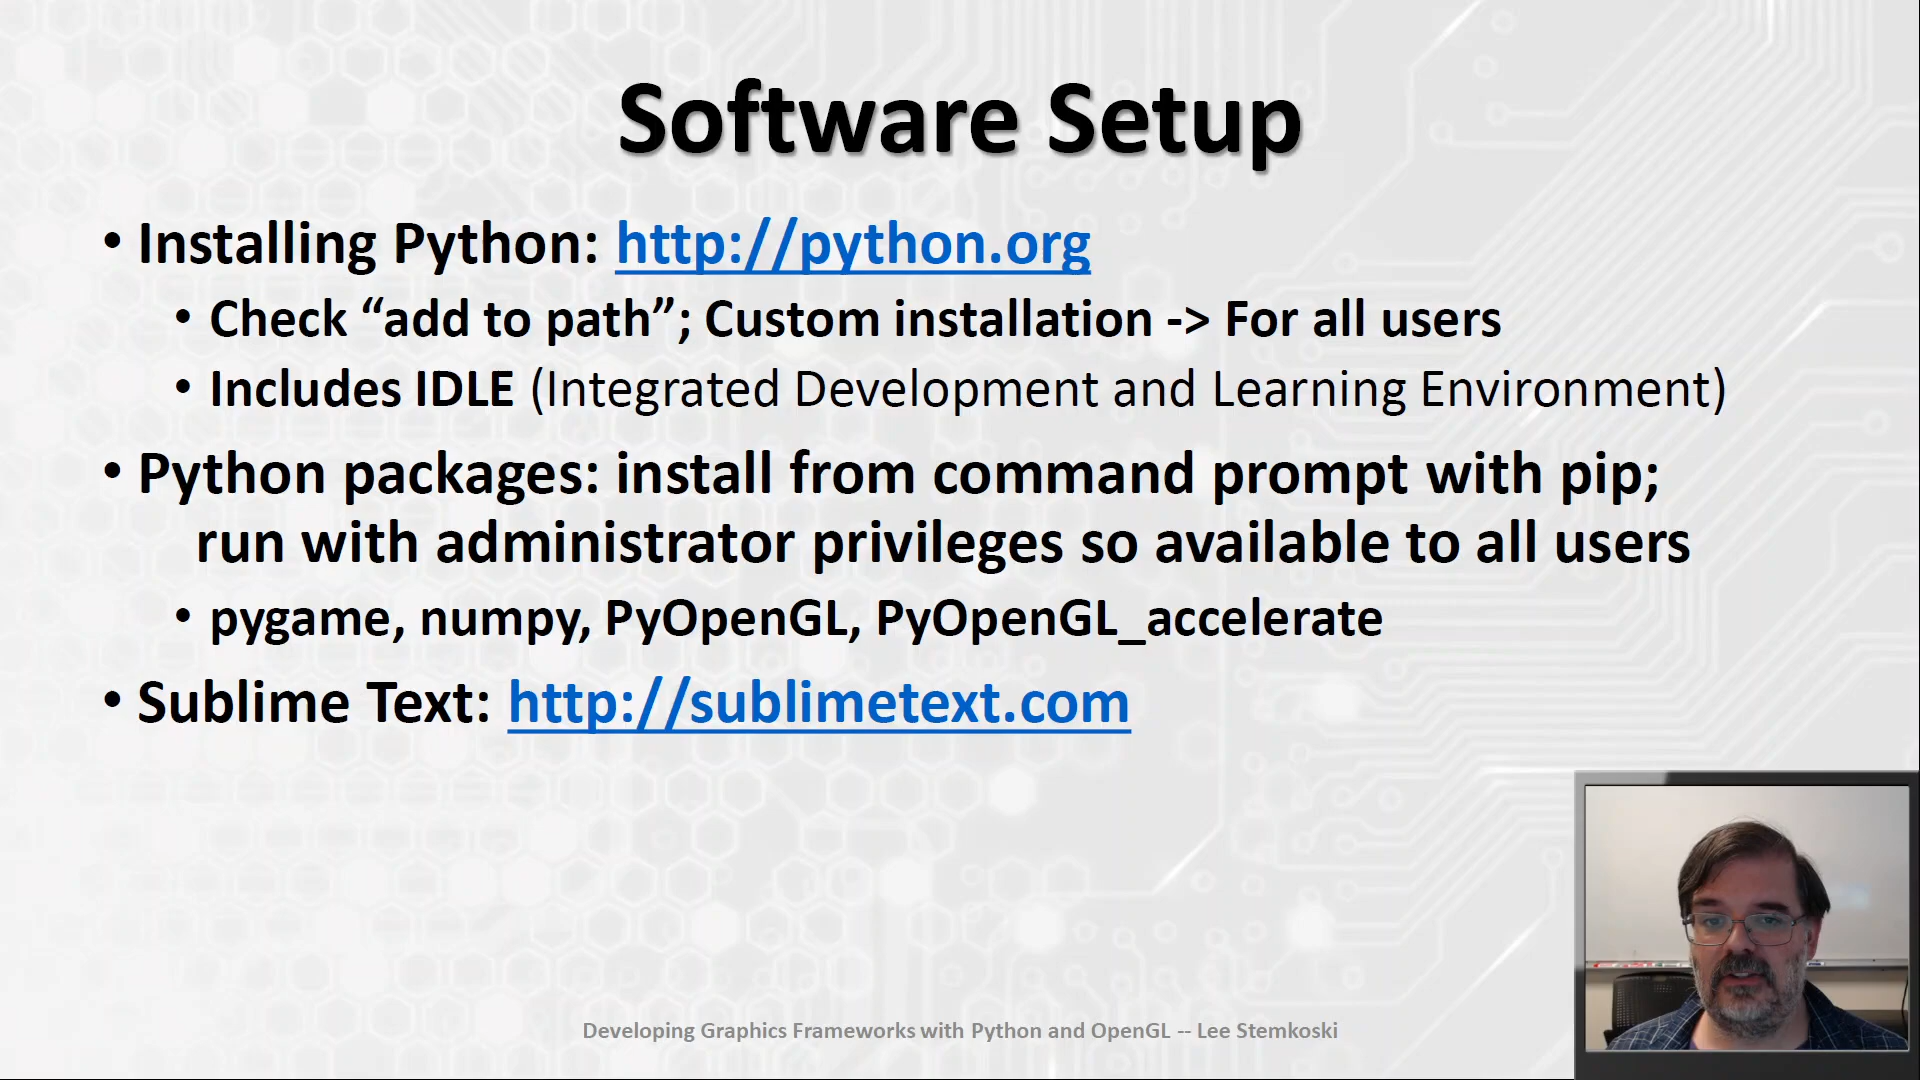 Software Setup
• Installing Python: http://python.org
• Check “add to path”; Custom installation -> For all users
• Includes IDLE (Integrated Development and Learning Environment)
• Python packages: install from command prompt with pip;
run with administrator privileges so available to all users
• pygame, numpy, PyOpenGL, PyOpenGL_accelerate
• Sublime Text: http://sublimetext.com
Developing Graphics Frameworks with Python and OpenGL -- Lee Stemkoski